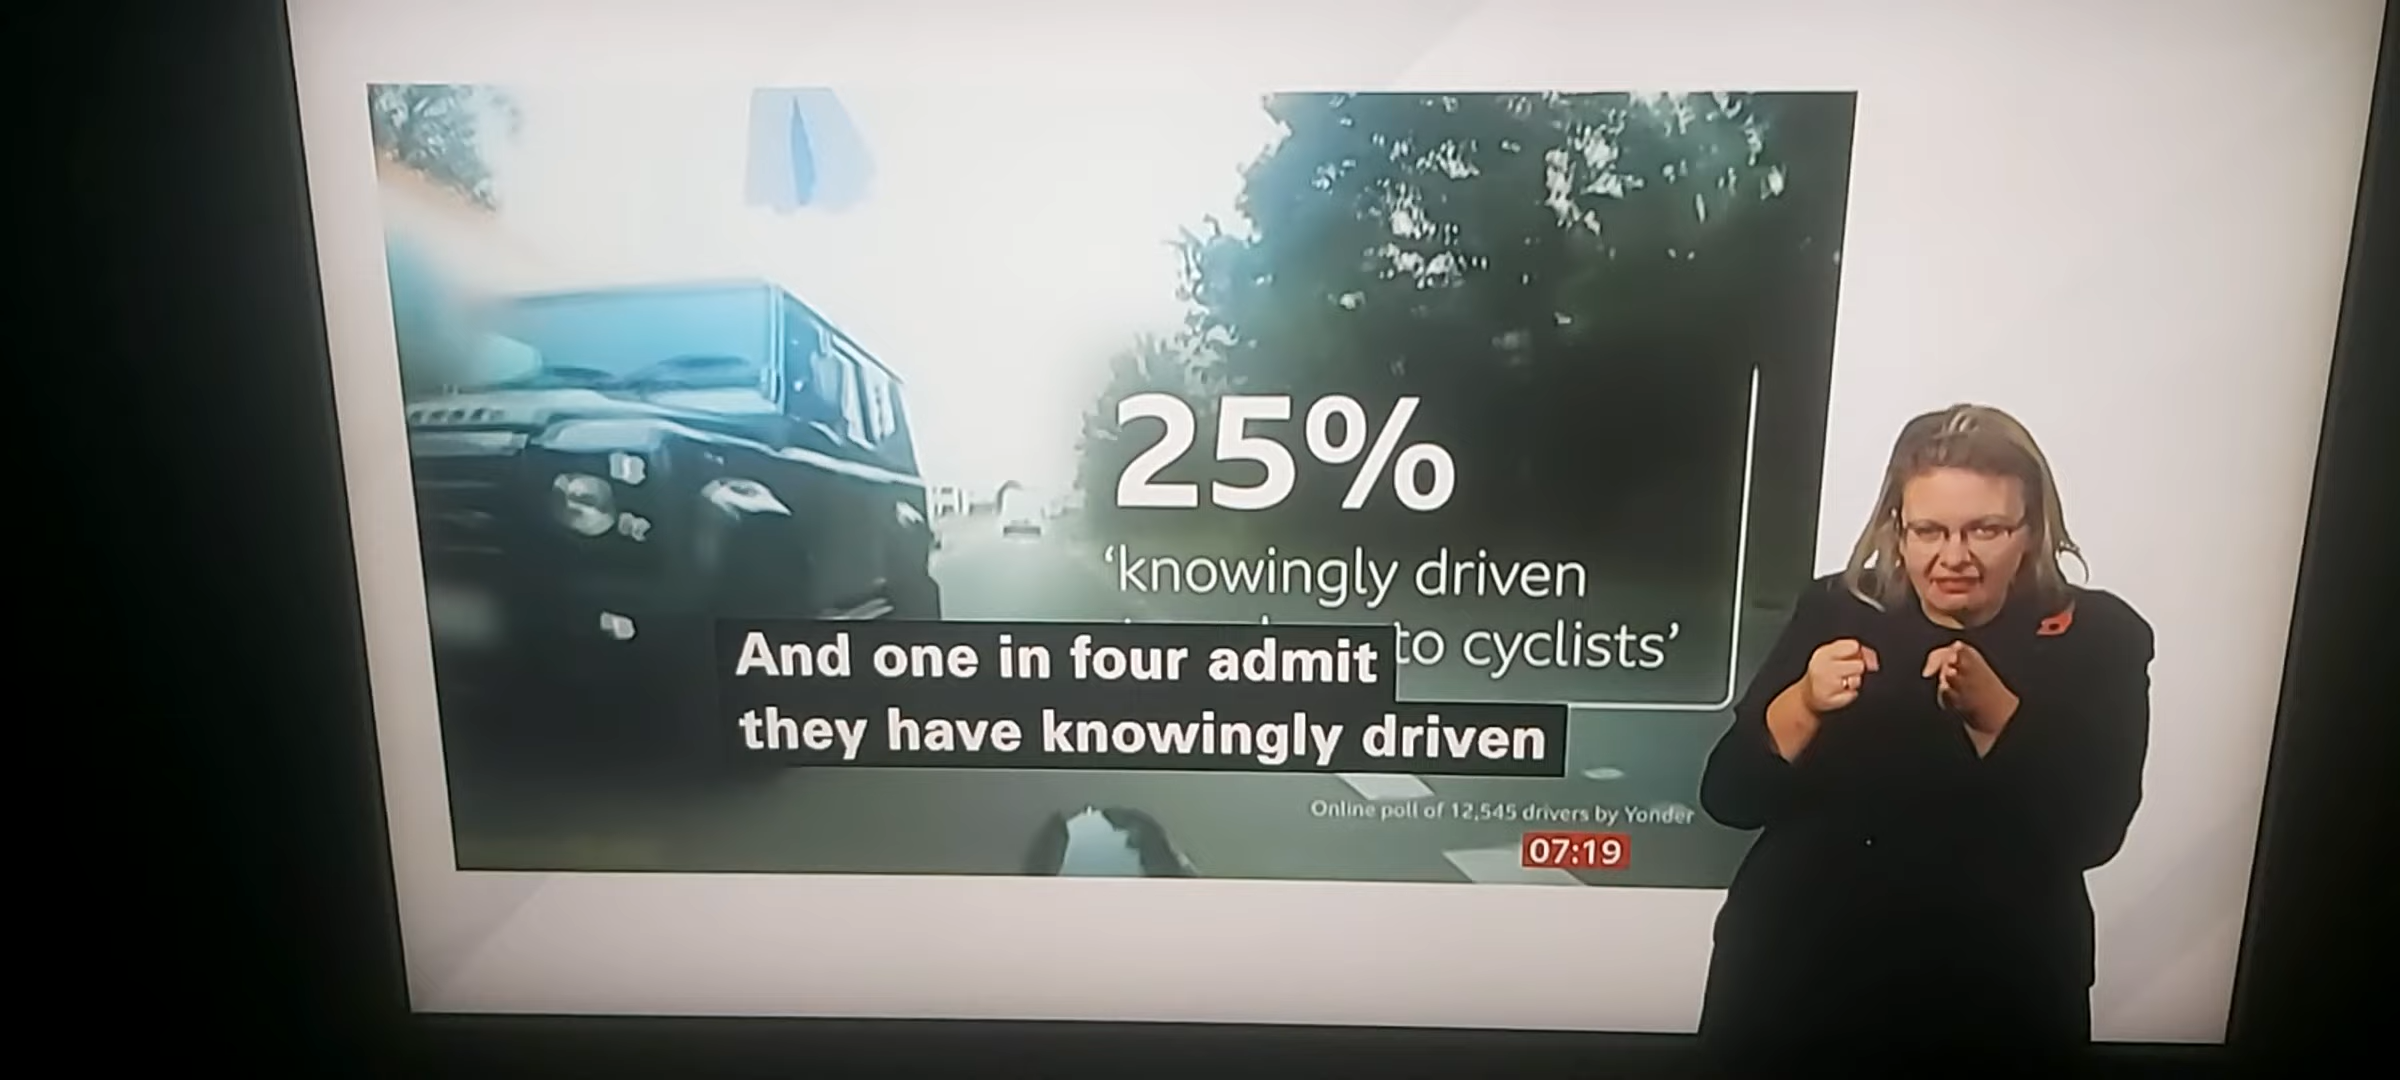 25%
‘knowingly driven
to cyclists’
And one in four admit
they have knowingly driven
Online poll of 12,545 drivers by Yonder
07:19